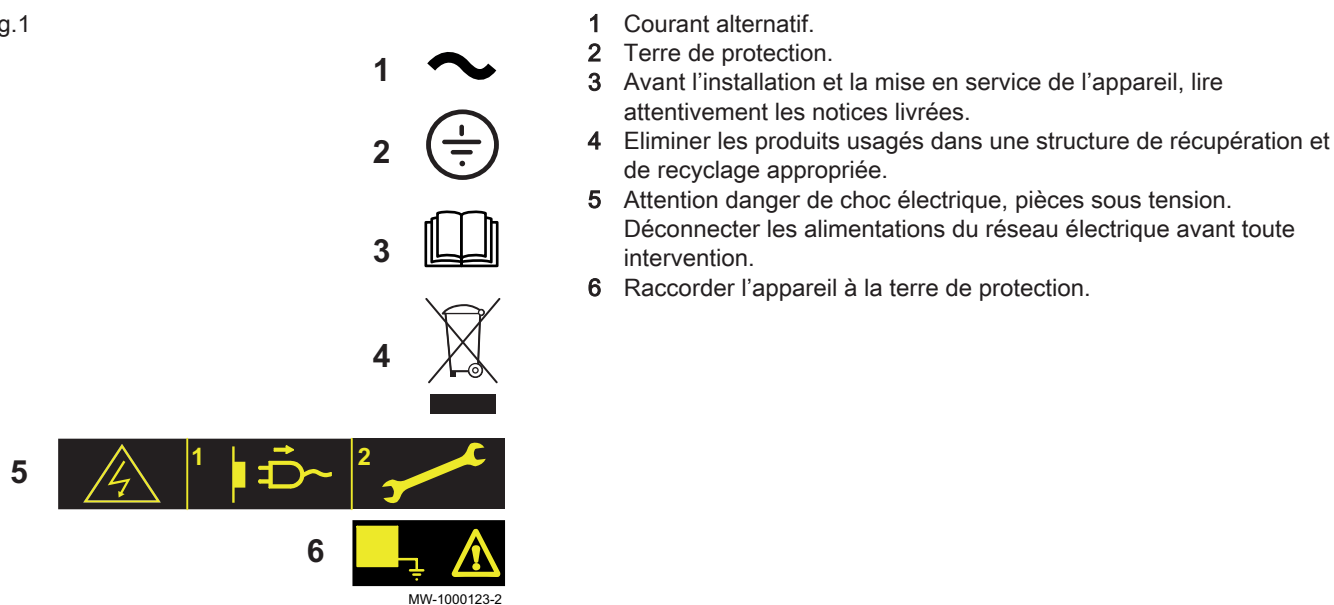 g.1
1
2
3
4
5
1
2
6
MW-1000123-2
1 Courant alternatif.
2 Terre de protection.
3 Avant l’installation et la mise en service de l’appareil, lire
attentivement les notices livrées.
4 Eliminer les produits usagés dans une structure de récupération et
de recyclage appropriée.
5 Attention danger de choc électrique, pièces sous tension.
Déconnecter les alimentations du réseau électrique avant toute
intervention.
6 Raccorder l’appareil à la terre de protection.